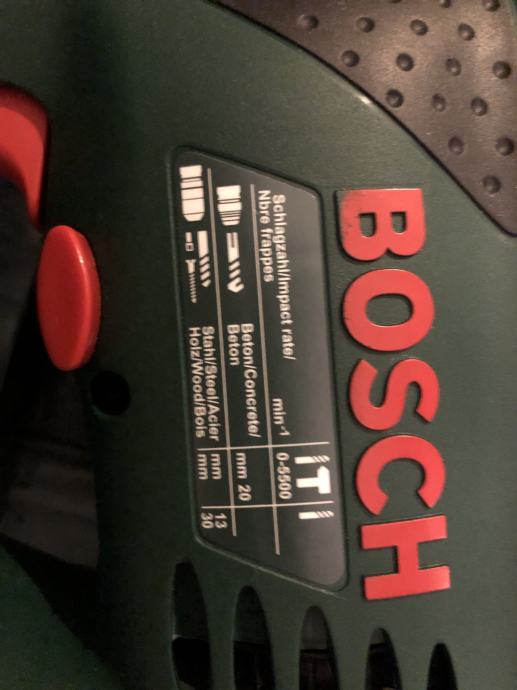 BOSCH
Schlagzahl/Impact rate/
Nbre frappes min-1 0-5500
Beton/Concrete/
Beton mm 20
Stahl/Steel/Acier mm 13
Holz/Wood/Bois mm 30